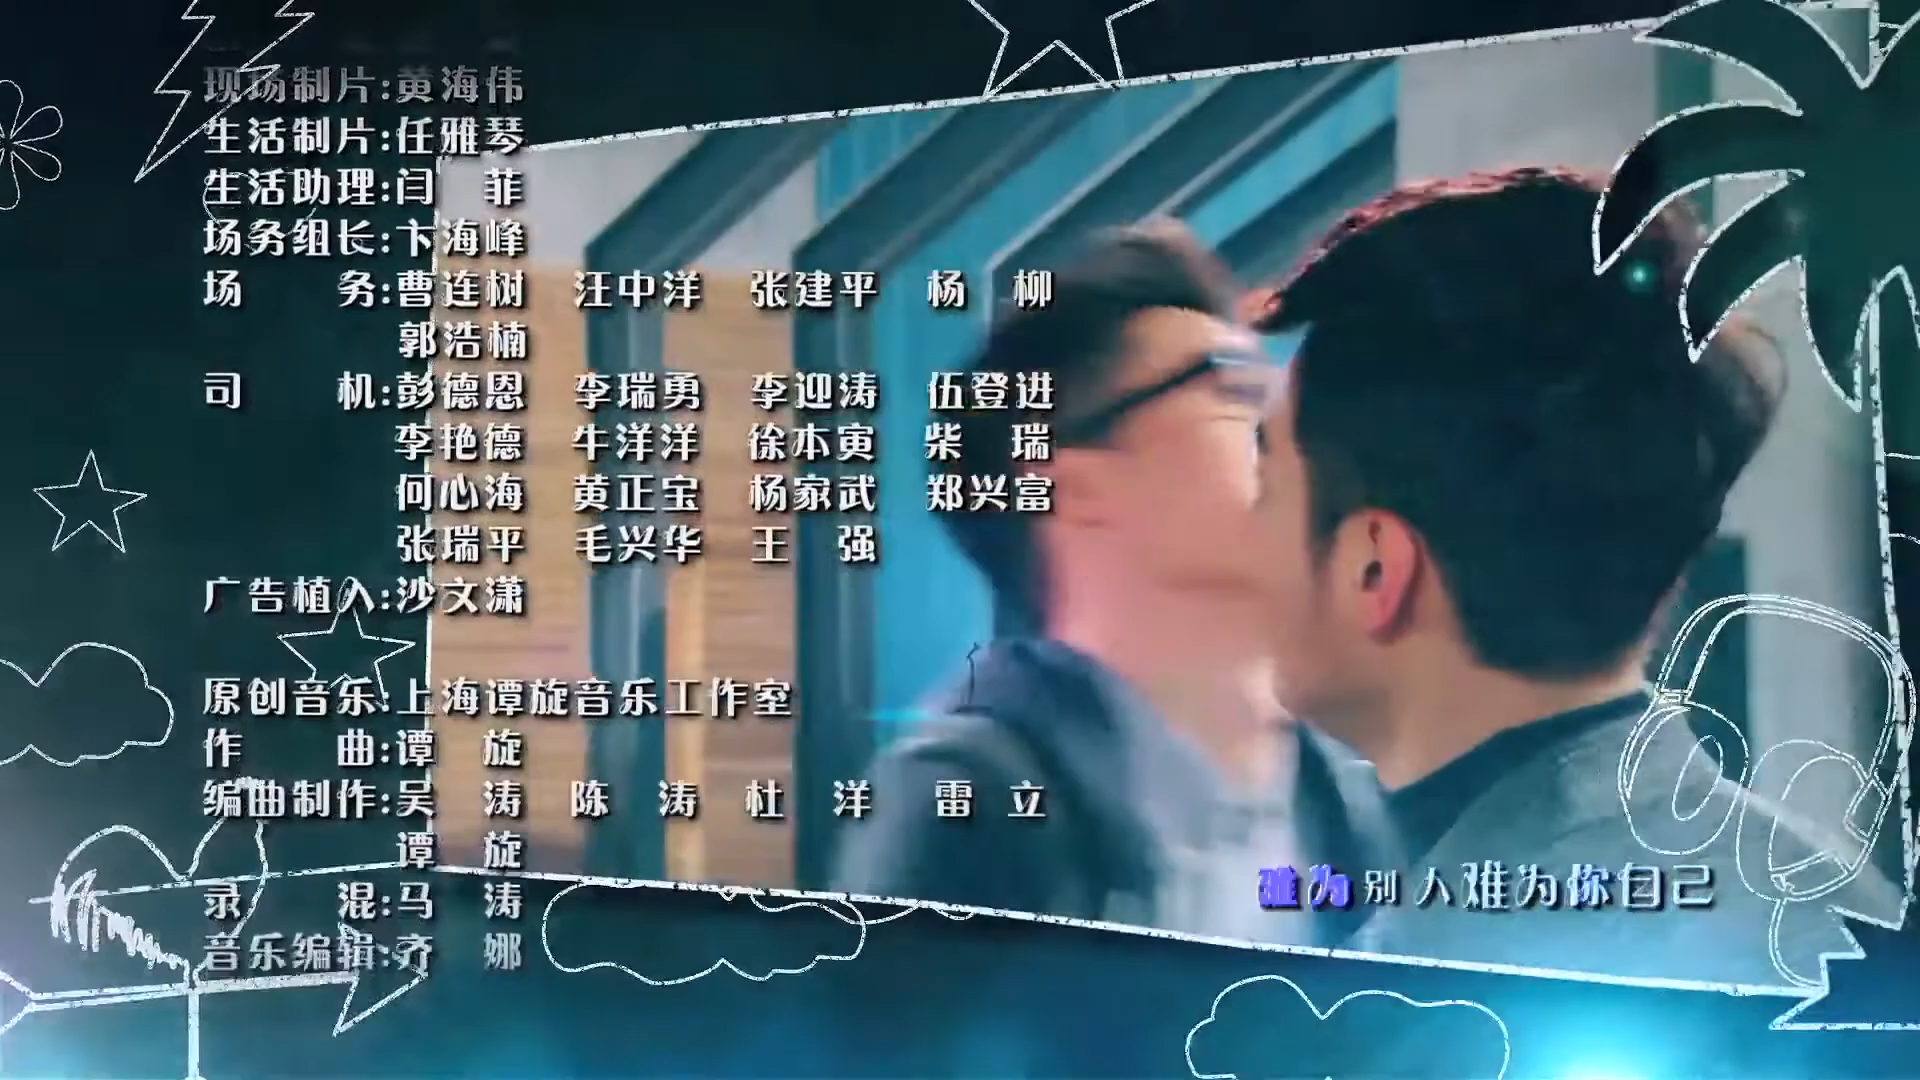 现场制片:黄海伟
生活制片:任雅琴
生活助理:闫 菲
场务组长:卞海峰
场 务:曹连树 汪中洋 张建平 杨 柳
郭浩楠
司 机:彭德恩 李瑞勇 李迎涛 伍登进
李艳德 牛洋洋 徐本寅 柴 瑞
何心海 黄正宝 杨家武 郑兴富
张瑞平 毛兴华 王 强
广告植入:沙文潇
原创音乐:上海谭旋音乐工作室
作 曲:谭 旋
编曲制作:吴 涛 陈 涛 杜 洋 雷 立
谭 旋
录 混:马 涛
音乐编辑:齐 娜
难为别人难为你自己